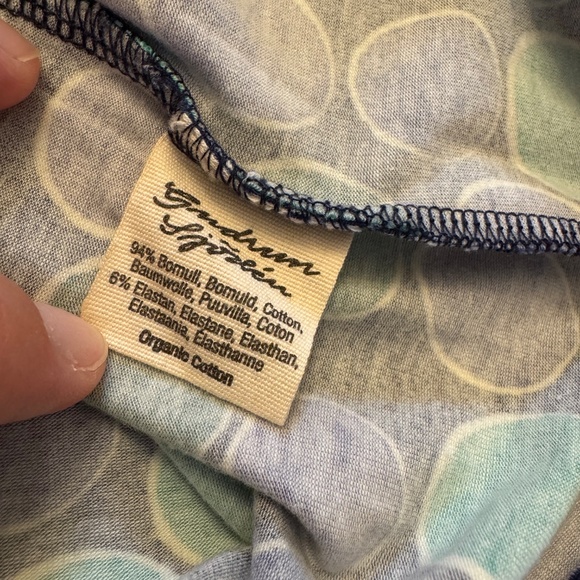 Gudrun
Sjödén
94% Bomull, Bomuld, Cotton,
Baumwolle, Puuvilla, Coton
6% Elastan, Elastane, Elasthan,
Elastaania, Elasthanne
Organic Cotton